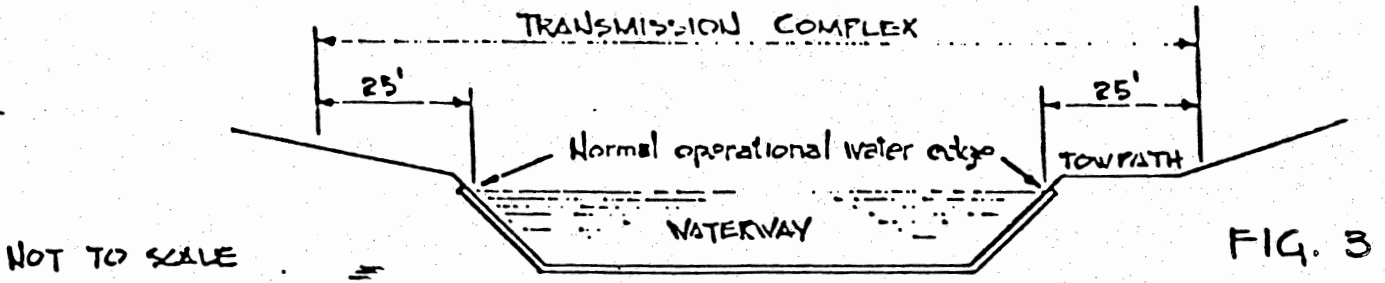 TRANSMISSION COMPLEX
25' 25'
Normal operational water edge
TOWPATH
WATERWAY
NOT TO SCALE
FIG. 3